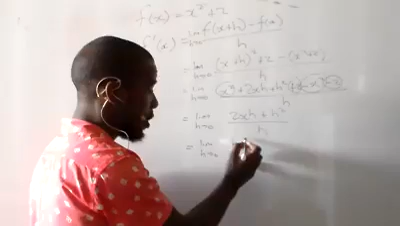 f(x) = x² + 2
f'(x) = lim h→0 f(x+h) - f(x) / h
= lim h→0 (x+h)² + 2 - (x²+2) / h
= lim h→0 x² + 2xh + h² + 2 - x² - 2 / h
= lim h→0 2xh + h² / h
= lim h→0